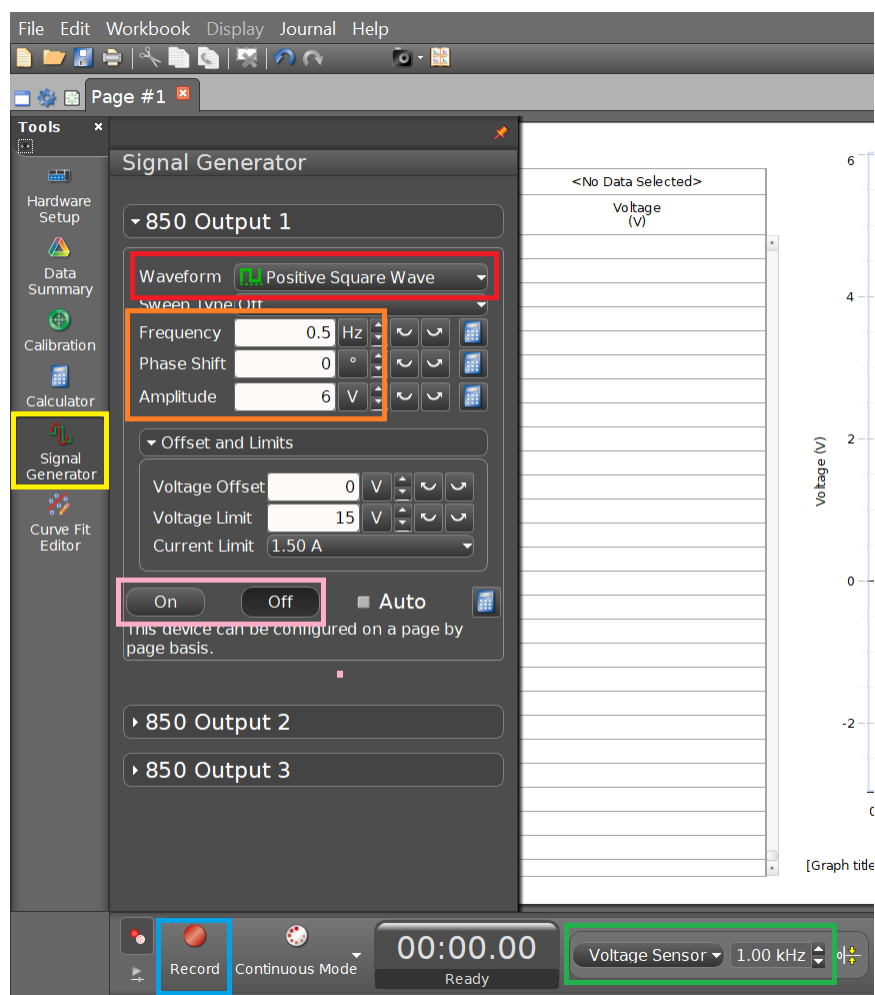 File Edit Workbook Display Journal Help
Page #1
Tools
Hardware
Setup
Data
Summary
Calibration
Calculator
Signal
Generator
Curve Fit
Editor
Signal Generator
850 Output 1
Waveform Positive Square Wave
Sweep Type Off
Frequency 0.5 Hz
Phase Shift 0 °
Amplitude 6 V
Offset and Limits
Voltage Offset 0 V
Voltage Limit 15 V
Current Limit 1.50 A
On Off Auto
This device can be configured on a page by
page basis.
850 Output 2
850 Output 3
<No Data Selected>
Voltage
(V)
6
4
2
0
-2
Voltage (V)
0
[Graph title
Record Continuous Mode
00:00.00
Ready
Voltage Sensor 1.00 kHz